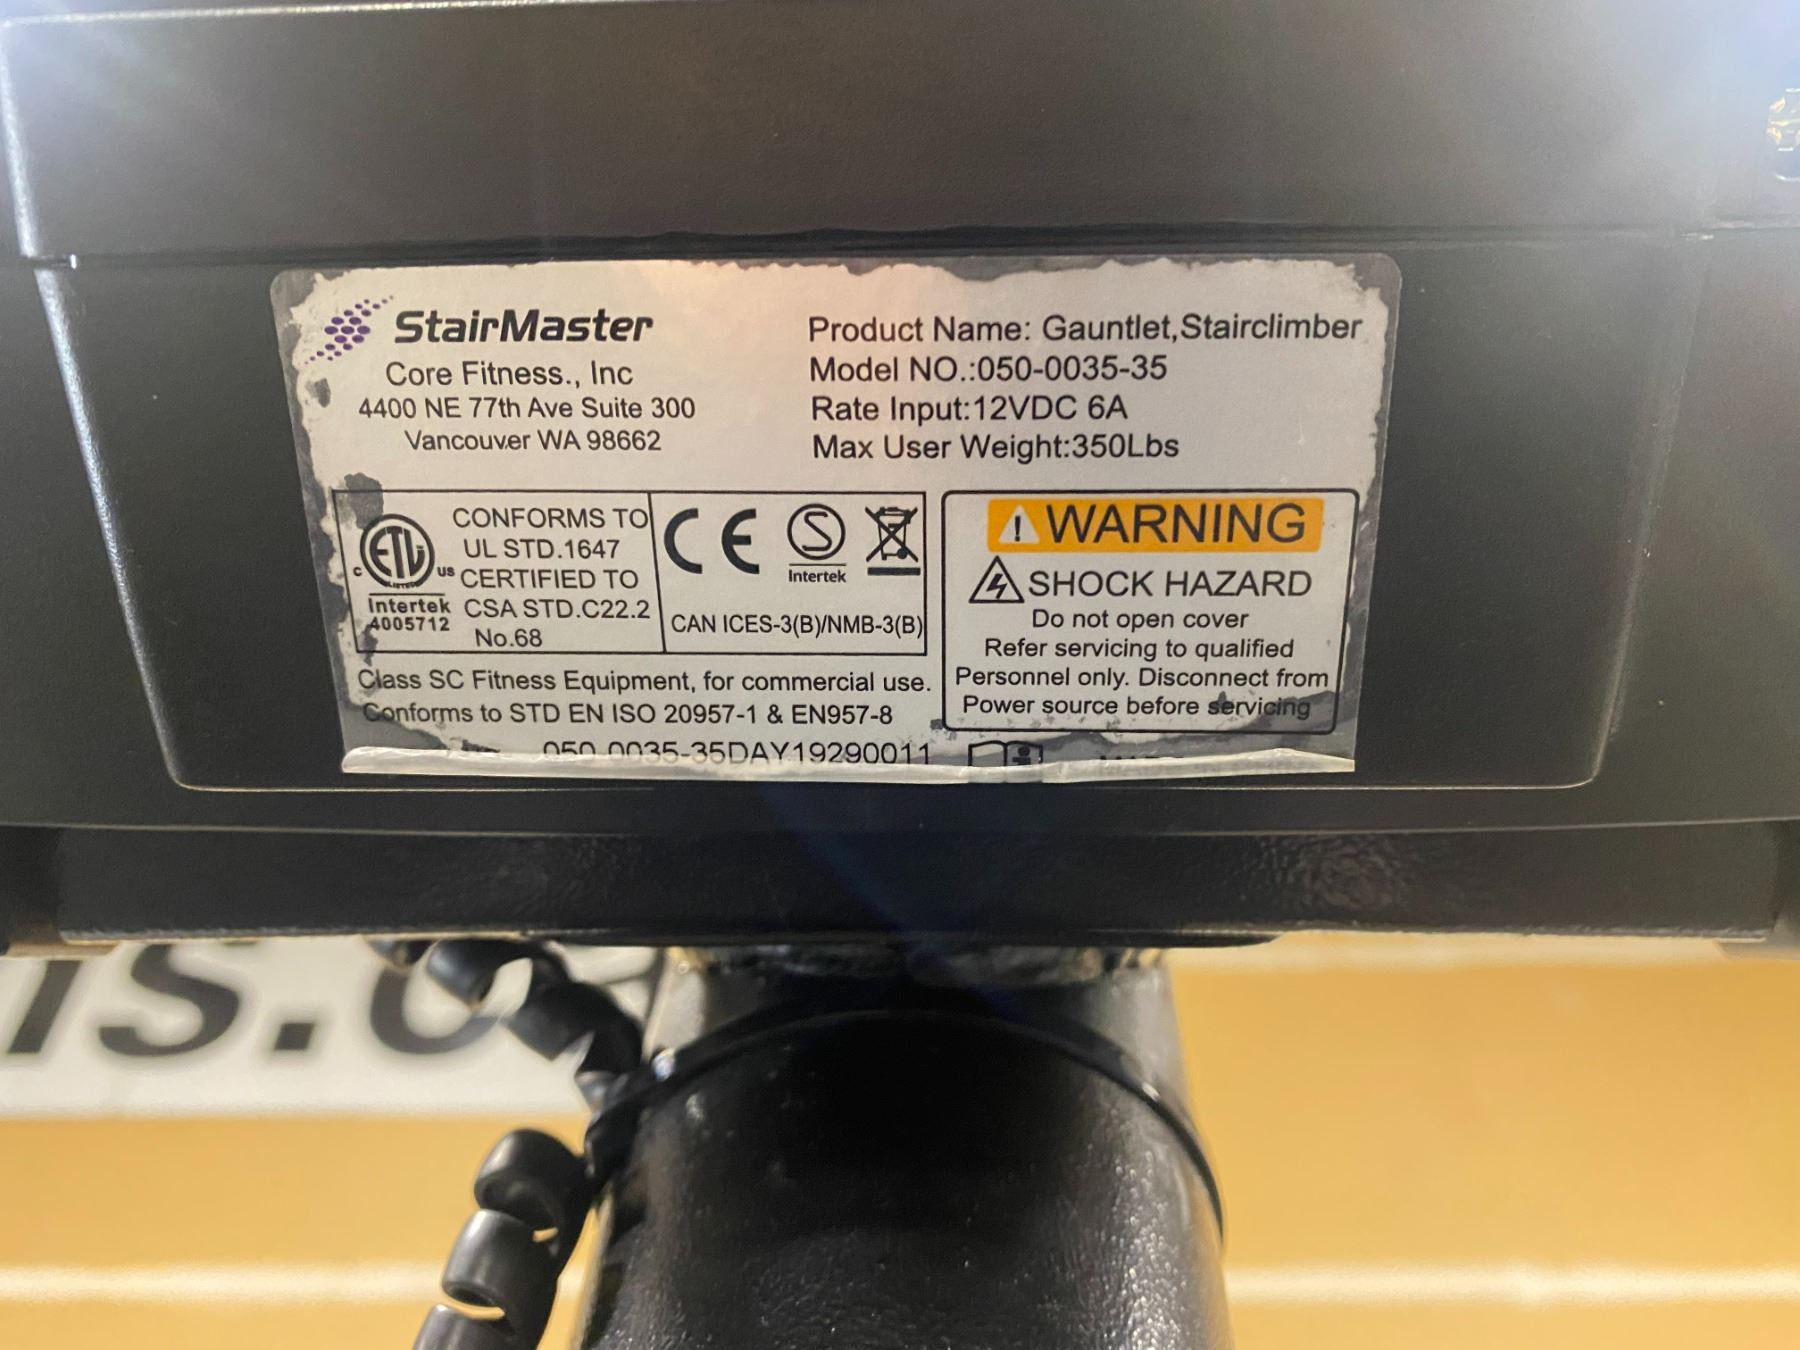 StairMaster
Core Fitness., Inc
4400 NE 77th Ave Suite 300
Vancouver WA 98662
Product Name: Gauntlet,Stairclimber
Model NO.:050-0035-35
Rate Input:12VDC 6A
Max User Weight:350Lbs
ETL
C US
LISTED
Intertek
4005712
CONFORMS TO
UL STD.1647
CERTIFIED TO
CSA STD.C22.2
No.68
CE
S
Intertek
CAN ICES-3(B)/NMB-3(B)
WARNING
SHOCK HAZARD
Do not open cover
Refer servicing to qualified
Personnel only. Disconnect from
Power source before servicing
Class SC Fitness Equipment, for commercial use.
Conforms to STD EN ISO 20957-1 & EN957-8
050-0035-35DAY19290011